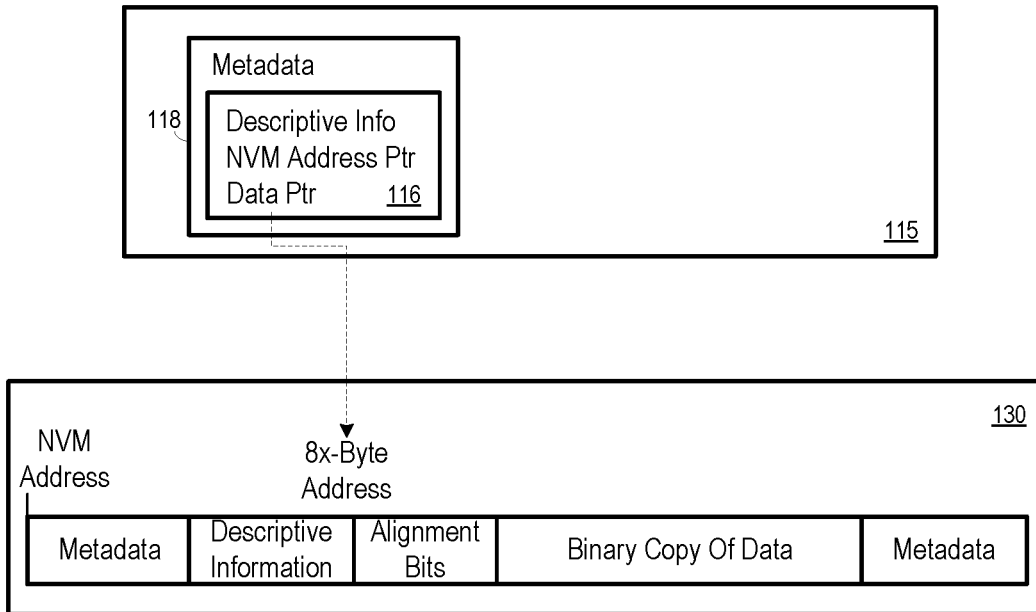 Metadata
118
Descriptive Info
NVM Address Ptr
Data Ptr
116
115
130
NVM
Address
8x-Byte
Address
Metadata
Descriptive
Information
Alignment
Bits
Binary Copy Of Data
Metadata